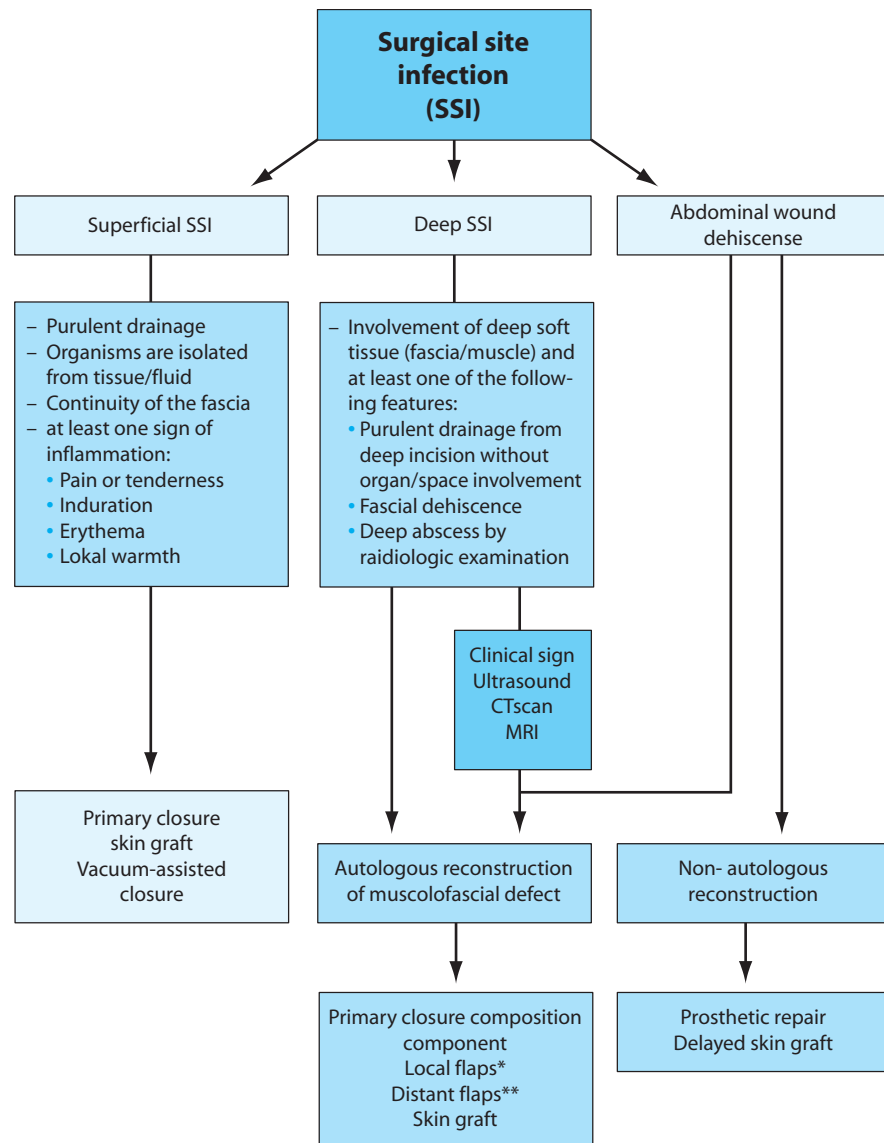 Surgical site
infection
(SSI)
Superficial SSI
Deep SSI
Abdominal wound
dehiscense
– Purulent drainage
– Organisms are isolated
from tissue/fluid
– Continuity of the fascia
– at least one sign of
inflammation:
• Pain or tenderness
• Induration
• Erythema
• Lokal warmth
– Involvement of deep soft
tissue (fascia/muscle) and
at least one of the follow-
ing features:
• Purulent drainage from
deep incision without
organ/space involvement
• Fascial dehiscence
• Deep abscess by
raidiologic examination
Clinical sign
Ultrasound
CTscan
MRI
Primary closure
skin graft
Vacuum-assisted
closure
Autologous reconstruction
of muscolofascial defect
Non- autologous
reconstruction
Primary closure composition
component
Local flaps*
Distant flaps**
Skin graft
Prosthetic repair
Delayed skin graft